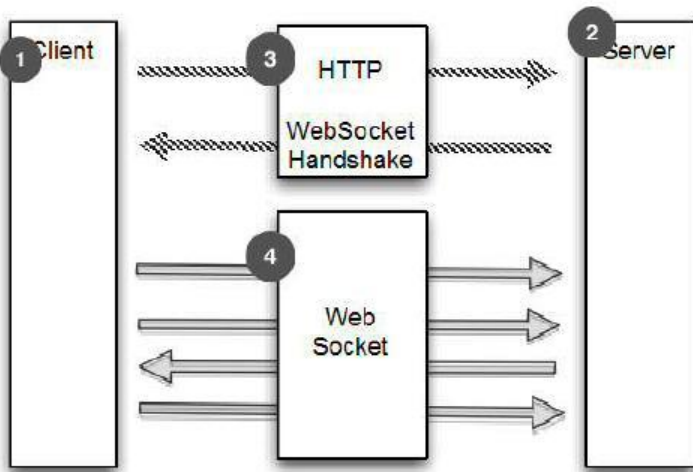 1
Client
2
Server
3
HTTP
WebSocket
Handshake
4
Web
Socket